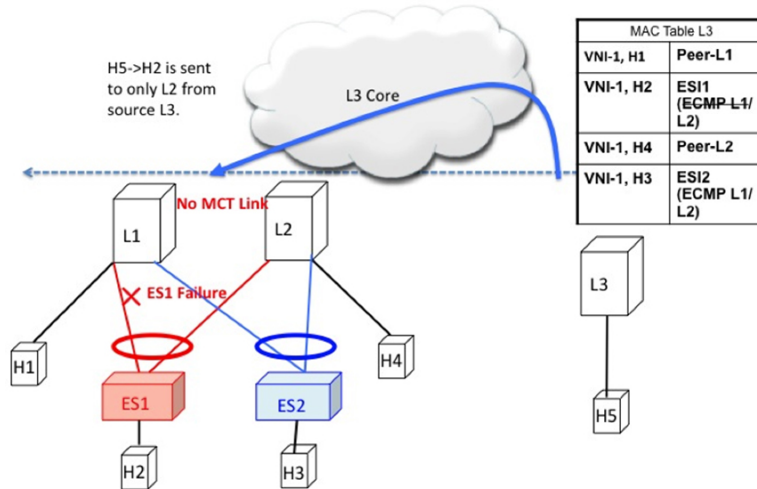 H5->H2 is sent
to only L2 from
source L3.
L3 Core
MAC Table L3
VNI-1, H1 Peer-L1
VNI-1, H2 ESI1
(ECMP L1/
L2)
VNI-1, H4 Peer-L2
VNI-1, H3 ESI2
(ECMP L1/
L2)
No MCT Link
L1
L2
L3
ES1 Failure
H1
H4
ES1
ES2
H5
H2
H3